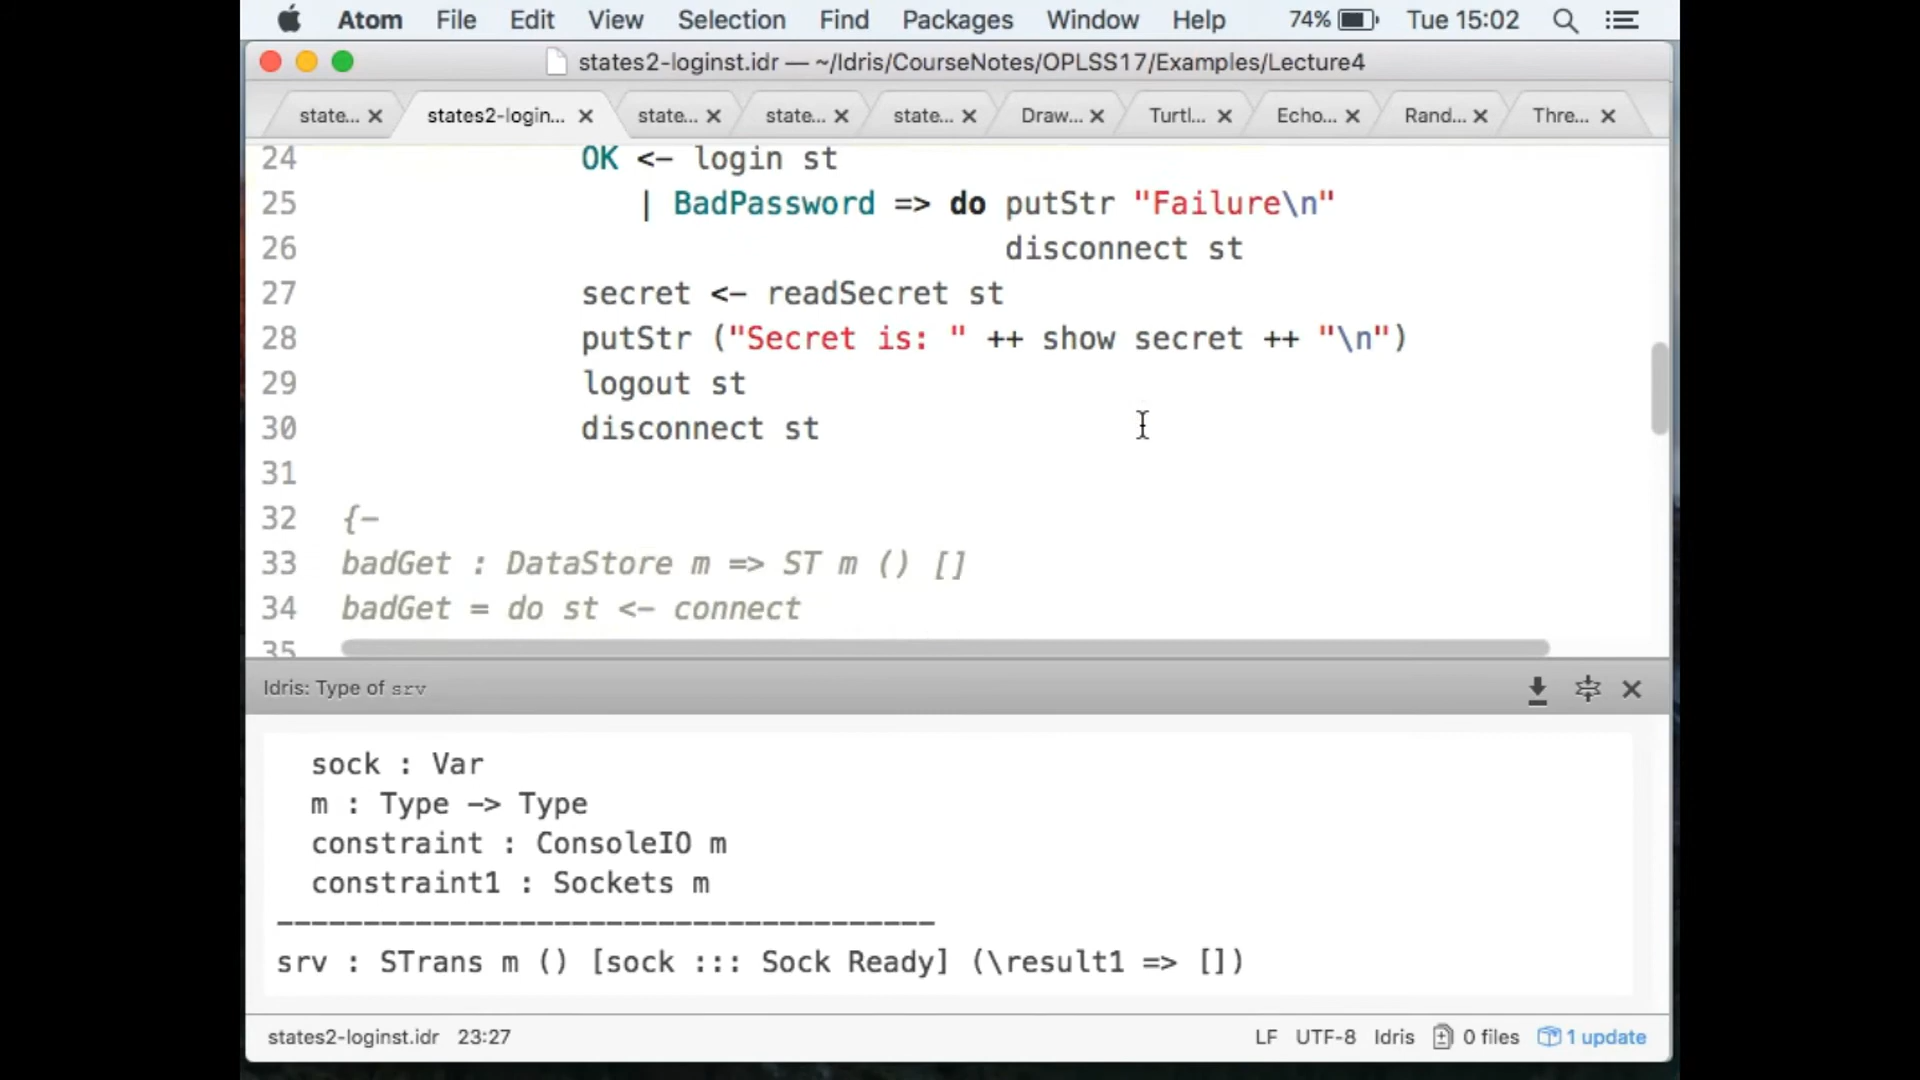 Atom File Edit View Selection Find Packages Window Help 74% Tue 15:02
states2-loginst.idr — ~/Idris/CourseNotes/OPLSS17/Examples/Lecture4
state... states2-login... state... state... state... Draw... Turtl... Echo... Rand... Thre...
24 OK <- login st
25 | BadPassword => do putStr "Failure\n"
26 disconnect st
27 secret <- readSecret st
28 putStr ("Secret is: " ++ show secret ++ "\n")
29 logout st
30 disconnect st
31
32 {-
33 badGet : DataStore m => ST m () []
34 badGet = do st <- connect
35
Idris: Type of srv
sock : Var
m : Type -> Type
constraint : ConsoleIO m
constraint1 : Sockets m
--------------------------------------
srv : STrans m () [sock ::: Sock Ready] (\result1 => [])
states2-loginst.idr 23:27 LF UTF-8 Idris 0 files 1 update